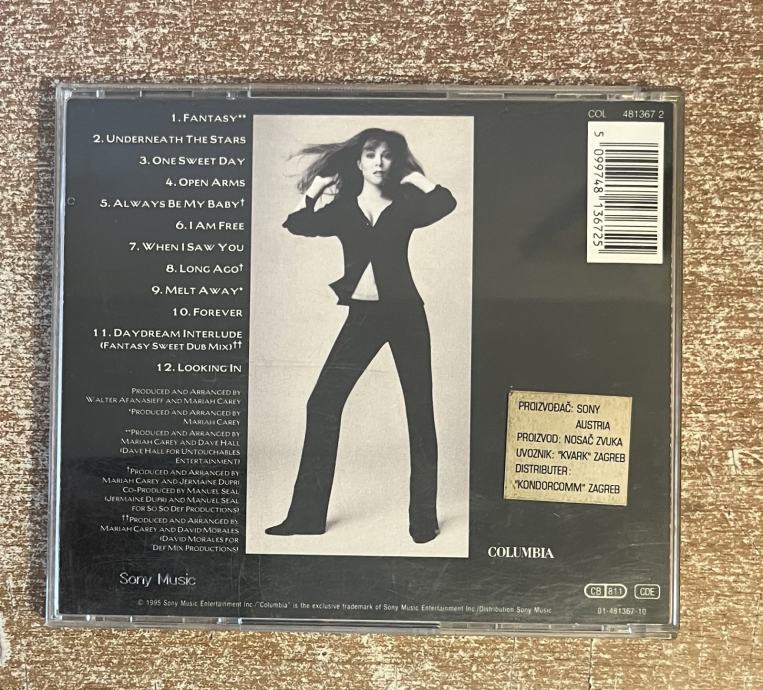 1. FANTASY**
2. UNDERNEATH THE STARS
3. ONE SWEET DAY
4. OPEN ARMS
5. ALWAYS BE MY BABY†
6. I AM FREE
7. WHEN I SAW YOU
8. LONG AGO†
9. MELT AWAY*
10. FOREVER
11. DAYDREAM INTERLUDE
(FANTASY SWEET DUB MIX)††
12. LOOKING IN
PRODUCED AND ARRANGED BY
WALTER AFANASIEFF AND MARIAH CAREY
*PRODUCED AND ARRANGED BY
MARIAH CAREY
**PRODUCED AND ARRANGED BY
MARIAH CAREY AND DAVE HALL
(DAVE HALL FOR UNTOUCHABLES
ENTERTAINMENT)
†PRODUCED AND ARRANGED BY
MARIAH CAREY AND JERMAINE DUPRI
CO-PRODUCED BY MANUEL SEAL
(JERMAINE DUPRI AND MANUEL SEAL
FOR SO SO DEF PRODUCTIONS)
††PRODUCED AND ARRANGED BY
MARIAH CAREY AND DAVID MORALES
(DAVID MORALES FOR
DEF MIX PRODUCTIONS)
Sony Music
© 1995 Sony Music Entertainment Inc./"Columbia" is the exclusive trademark of Sony Music Entertainment Inc./Distribution Sony Music
COL 481367 2
5 099748 136725
PROIZVOĐAČ: SONY
AUSTRIA
PROIZVOD: NOSAČ ZVUKA
UVOZNIK: "KVARK" ZAGREB
DISTRIBUTER:
"KONDORCOMM" ZAGREB
COLUMBIA
CB 811 CDE
01-481367-10